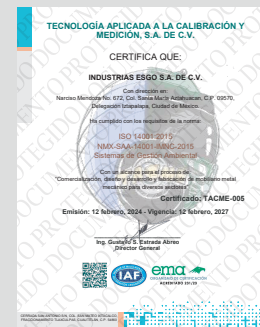 TECNOLOGÍA APLICADA A LA CALIBRACIÓN Y
MEDICIÓN, S.A. DE C.V.
CERTIFICA QUE:
INDUSTRIAS ESGO S.A. DE C.V.
Con dirección en:
Narciso Mendoza No. 672, Col. Santa María Aztahuacan, C.P. 09570,
Delegación Iztapalapa, Ciudad de México.
Ha cumplido con los requisitos de la norma:
ISO 14001:2015
NMX-SAA-14001-IMNC-2015
Sistemas de Gestión Ambiental
Con un alcance para el proceso de:
"Comercialización, diseño y desarrollo y fabricación de mobiliario metal
mecánico para diversos sectores"
Certificado: TACME-005
Emisión: 12 febrero, 2024 - Vigencia: 12 febrero, 2027
Ing. Gustavo S. Estrada Abreo
Director General
IAF
ema
ORGANISMO DE CERTIFICACIÓN